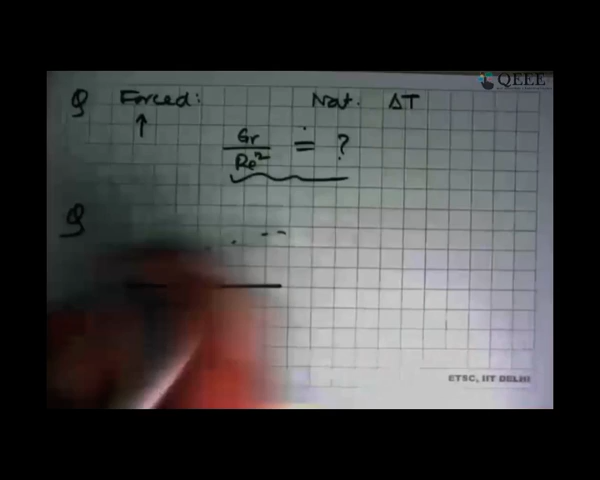 QEEE
Q Forced: Nat. ΔT
↑
Gr/Re² = ?
Q
ETSC, IIT DELHI